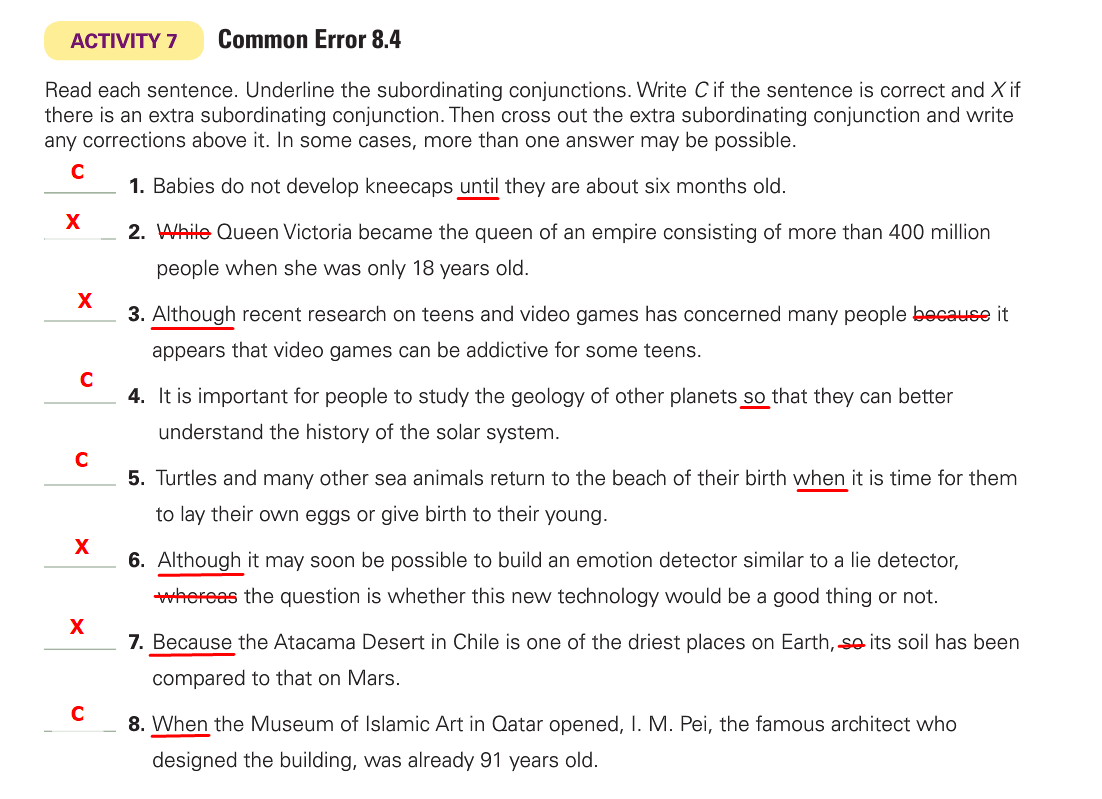 ACTIVITY 7 Common Error 8.4
Read each sentence. Underline the subordinating conjunctions. Write C if the sentence is correct and X if
there is an extra subordinating conjunction. Then cross out the extra subordinating conjunction and write
any corrections above it. In some cases, more than one answer may be possible.
C 1. Babies do not develop kneecaps until they are about six months old.
X 2. While Queen Victoria became the queen of an empire consisting of more than 400 million
people when she was only 18 years old.
X 3. Although recent research on teens and video games has concerned many people because it
appears that video games can be addictive for some teens.
C 4. It is important for people to study the geology of other planets so that they can better
understand the history of the solar system.
C 5. Turtles and many other sea animals return to the beach of their birth when it is time for them
to lay their own eggs or give birth to their young.
X 6. Although it may soon be possible to build an emotion detector similar to a lie detector,
whereas the question is whether this new technology would be a good thing or not.
X 7. Because the Atacama Desert in Chile is one of the driest places on Earth, so its soil has been
compared to that on Mars.
C 8. When the Museum of Islamic Art in Qatar opened, I. M. Pei, the famous architect who
designed the building, was already 91 years old.